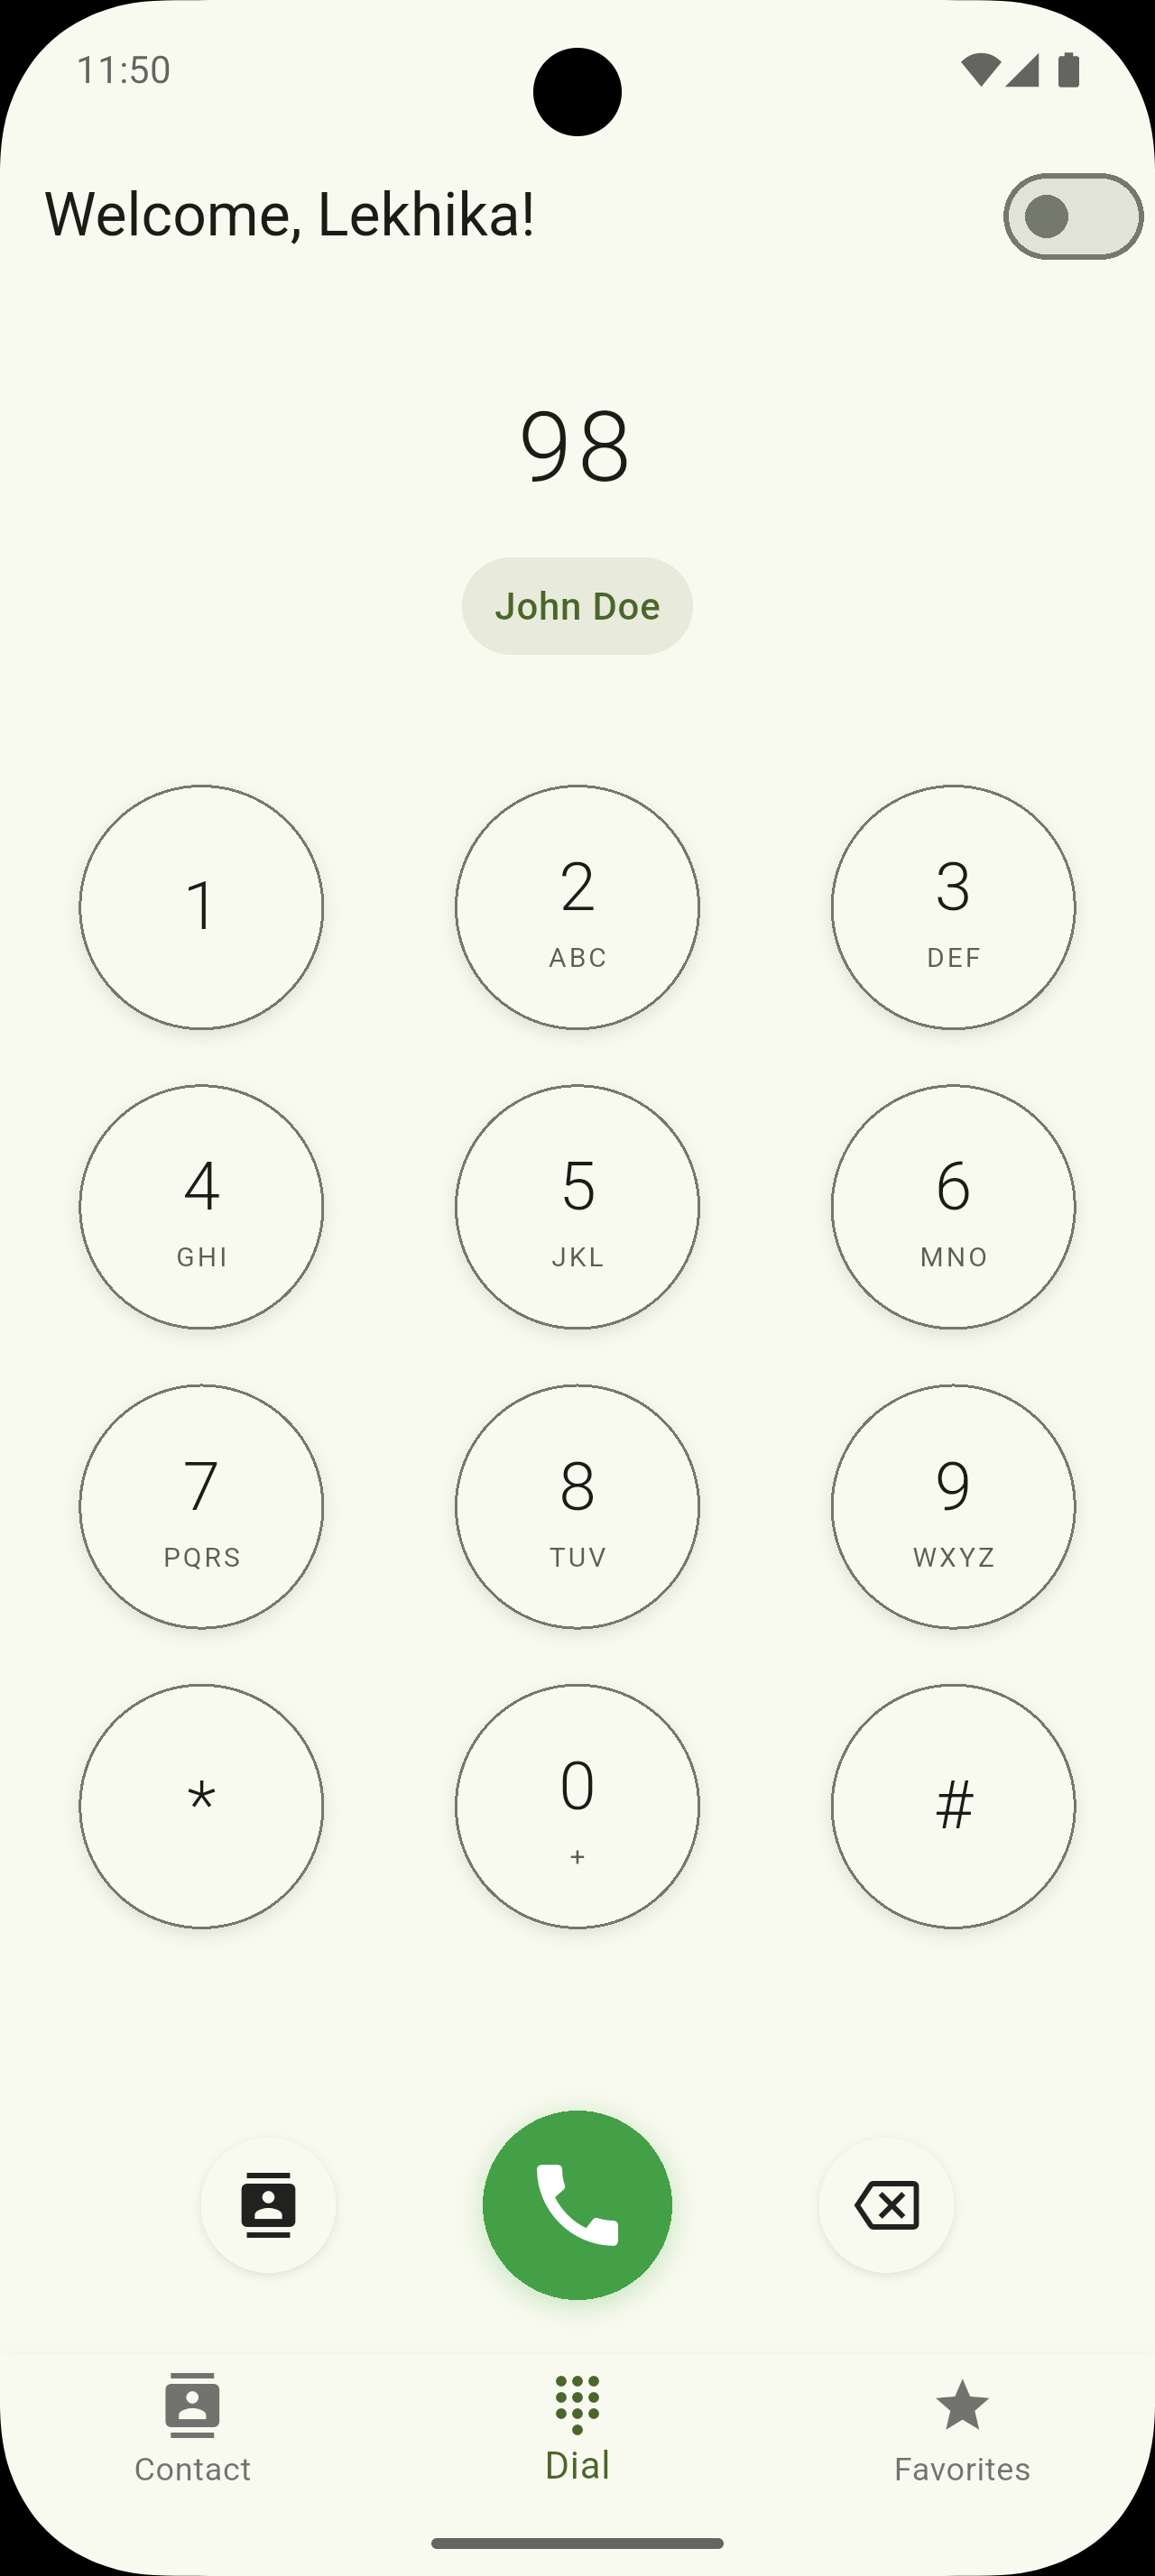 11:50
Welcome, Lekhika!
98
John Doe
1
2
ABC
3
DEF
4
GHI
5
JKL
6
MNO
7
PQRS
8
TUV
9
WXYZ
*
0
+
#
Contact
Dial
Favorites